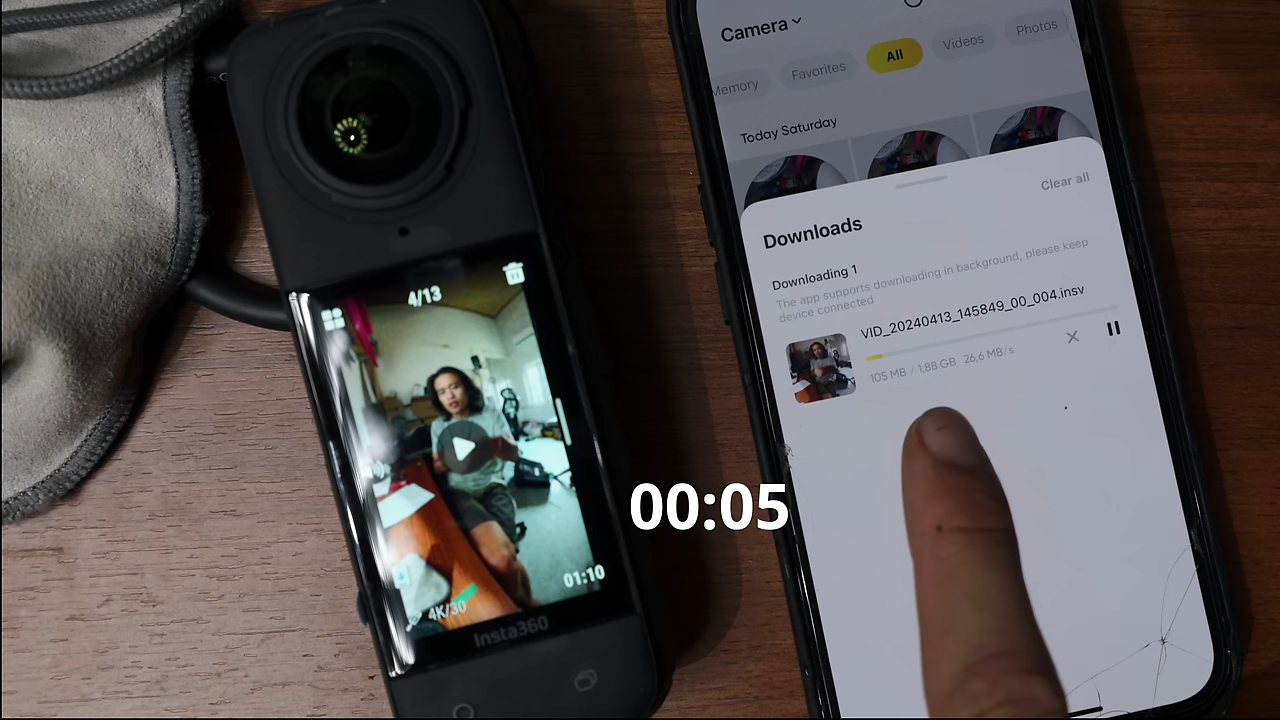 Camera
Memory
Favorites
All
Videos
Photos
Today Saturday
Clear all
Downloads
Downloading 1
The app supports downloading in background, please keep
device connected
VID_20240413_145849_00_004.insv
105 MB / 1,88 GB 26,6 MB/s
4/13
01:10
4K/30
Insta360
00:05